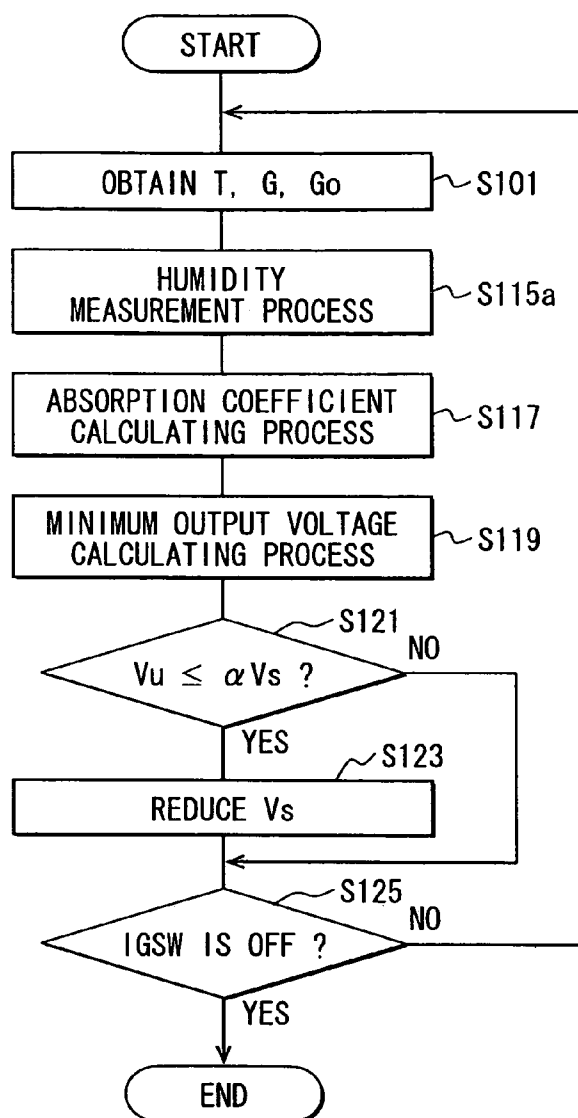 START
OBTAIN T, G, Go
S101
HUMIDITY
MEASUREMENT PROCESS
S115a
ABSORPTION COEFFICIENT
CALCULATING PROCESS
S117
MINIMUM OUTPUT VOLTAGE
CALCULATING PROCESS
S119
S121
Vu ≤ αVs ?
NO
YES
S123
REDUCE Vs
S125
IGSW IS OFF ?
NO
YES
END